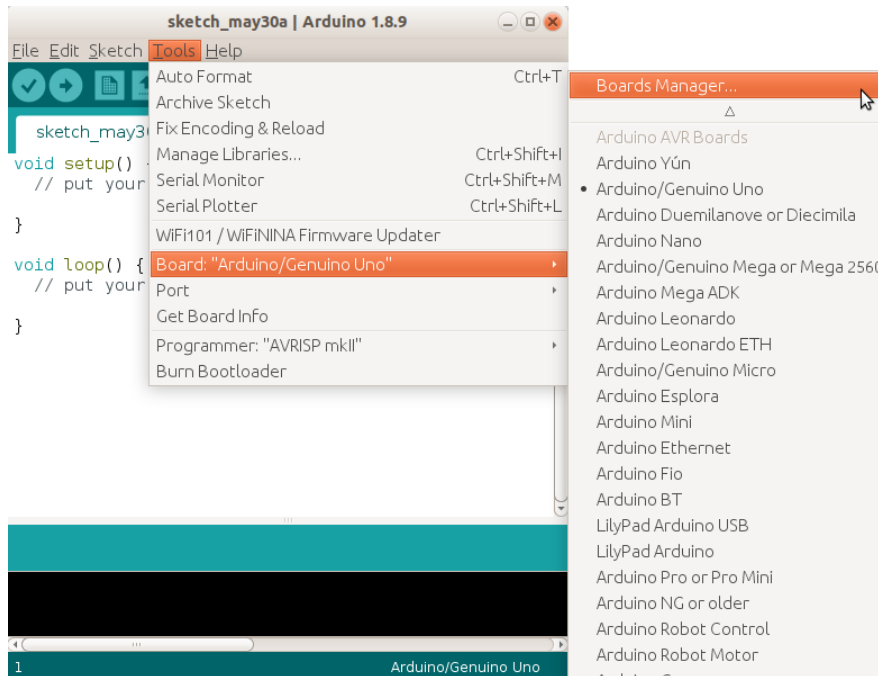 sketch_may30a | Arduino 1.8.9
File Edit Sketch Tools Help
sketch_may30
void setup() {
// put your
}
void loop() {
// put your
}
Auto Format Ctrl+T
Archive Sketch
Fix Encoding & Reload
Manage Libraries... Ctrl+Shift+I
Serial Monitor Ctrl+Shift+M
Serial Plotter Ctrl+Shift+L
WiFi101 / WiFiNINA Firmware Updater
Board: "Arduino/Genuino Uno"
Port
Get Board Info
Programmer: "AVRISP mkII"
Burn Bootloader
Boards Manager...
Arduino AVR Boards
Arduino Yún
Arduino/Genuino Uno
Arduino Duemilanove or Diecimila
Arduino Nano
Arduino/Genuino Mega or Mega 2560
Arduino Mega ADK
Arduino Leonardo
Arduino Leonardo ETH
Arduino/Genuino Micro
Arduino Esplora
Arduino Mini
Arduino Ethernet
Arduino Fio
Arduino BT
LilyPad Arduino USB
LilyPad Arduino
Arduino Pro or Pro Mini
Arduino NG or older
Arduino Robot Control
Arduino Robot Motor
1 Arduino/Genuino Uno